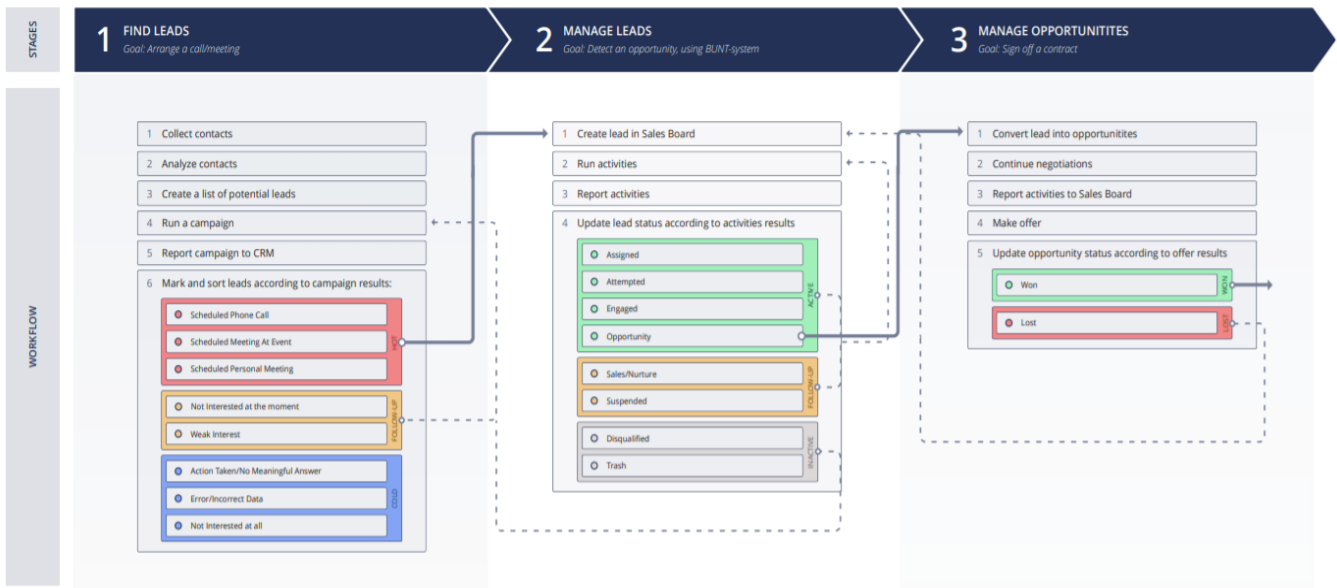 STAGES
1 FIND LEADS
Goal: Arrange a call/meeting
2 MANAGE LEADS
Goal: Detect an opportunity, using BUNT-system
3 MANAGE OPPORTUNITITES
Goal: Sign off a contract
WORKFLOW
1 Collect contacts
2 Analyze contacts
3 Create a list of potential leads
4 Run a campaign
5 Report campaign to CRM
6 Mark and sort leads according to campaign results:
Scheduled Phone Call
Scheduled Meeting At Event
Scheduled Personal Meeting
HOT
Not Interested at the moment
Weak Interest
FOLLOW-UP
Action Taken/No Meaningful Answer
Error/Incorrect Data
Not Interested at all
COLD
1 Create lead in Sales Board
2 Run activities
3 Report activities
4 Update lead status according to activities results
Assigned
Attempted
Engaged
Opportunity
ACTIVE
Sales/Nurture
Suspended
FOLLOW-UP
Disqualified
Trash
INACTIVE
1 Convert lead into opportunitites
2 Continue negotiations
3 Report activities to Sales Board
4 Make offer
5 Update opportunity status according to offer results
Won
WON
Lost
LOST